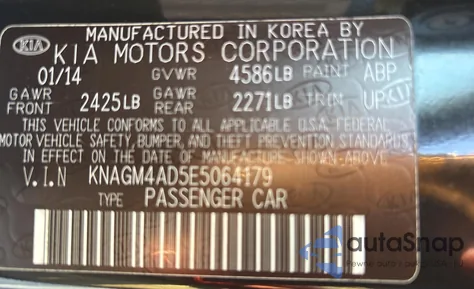 MANUFACTURED IN KOREA BY
KIA KIA MOTORS CORPORATION
01/14 GVWR 4586LB PAINT ABP
GAWR FRONT 2425LB GAWR REAR 2271LB TRIM UP
THIS VEHICLE CONFORMS TO ALL APPLICABLE U.S.A. FEDERAL
MOTOR VEHICLE SAFETY, BUMPER, AND THEFT PREVENTION STANDARDS
IN EFFECT ON THE DATE OF MANUFACTURE SHOWN ABOVE.
V.I.N KNAGM4AD5E5064179
TYPE PASSENGER CAR
autoSnap